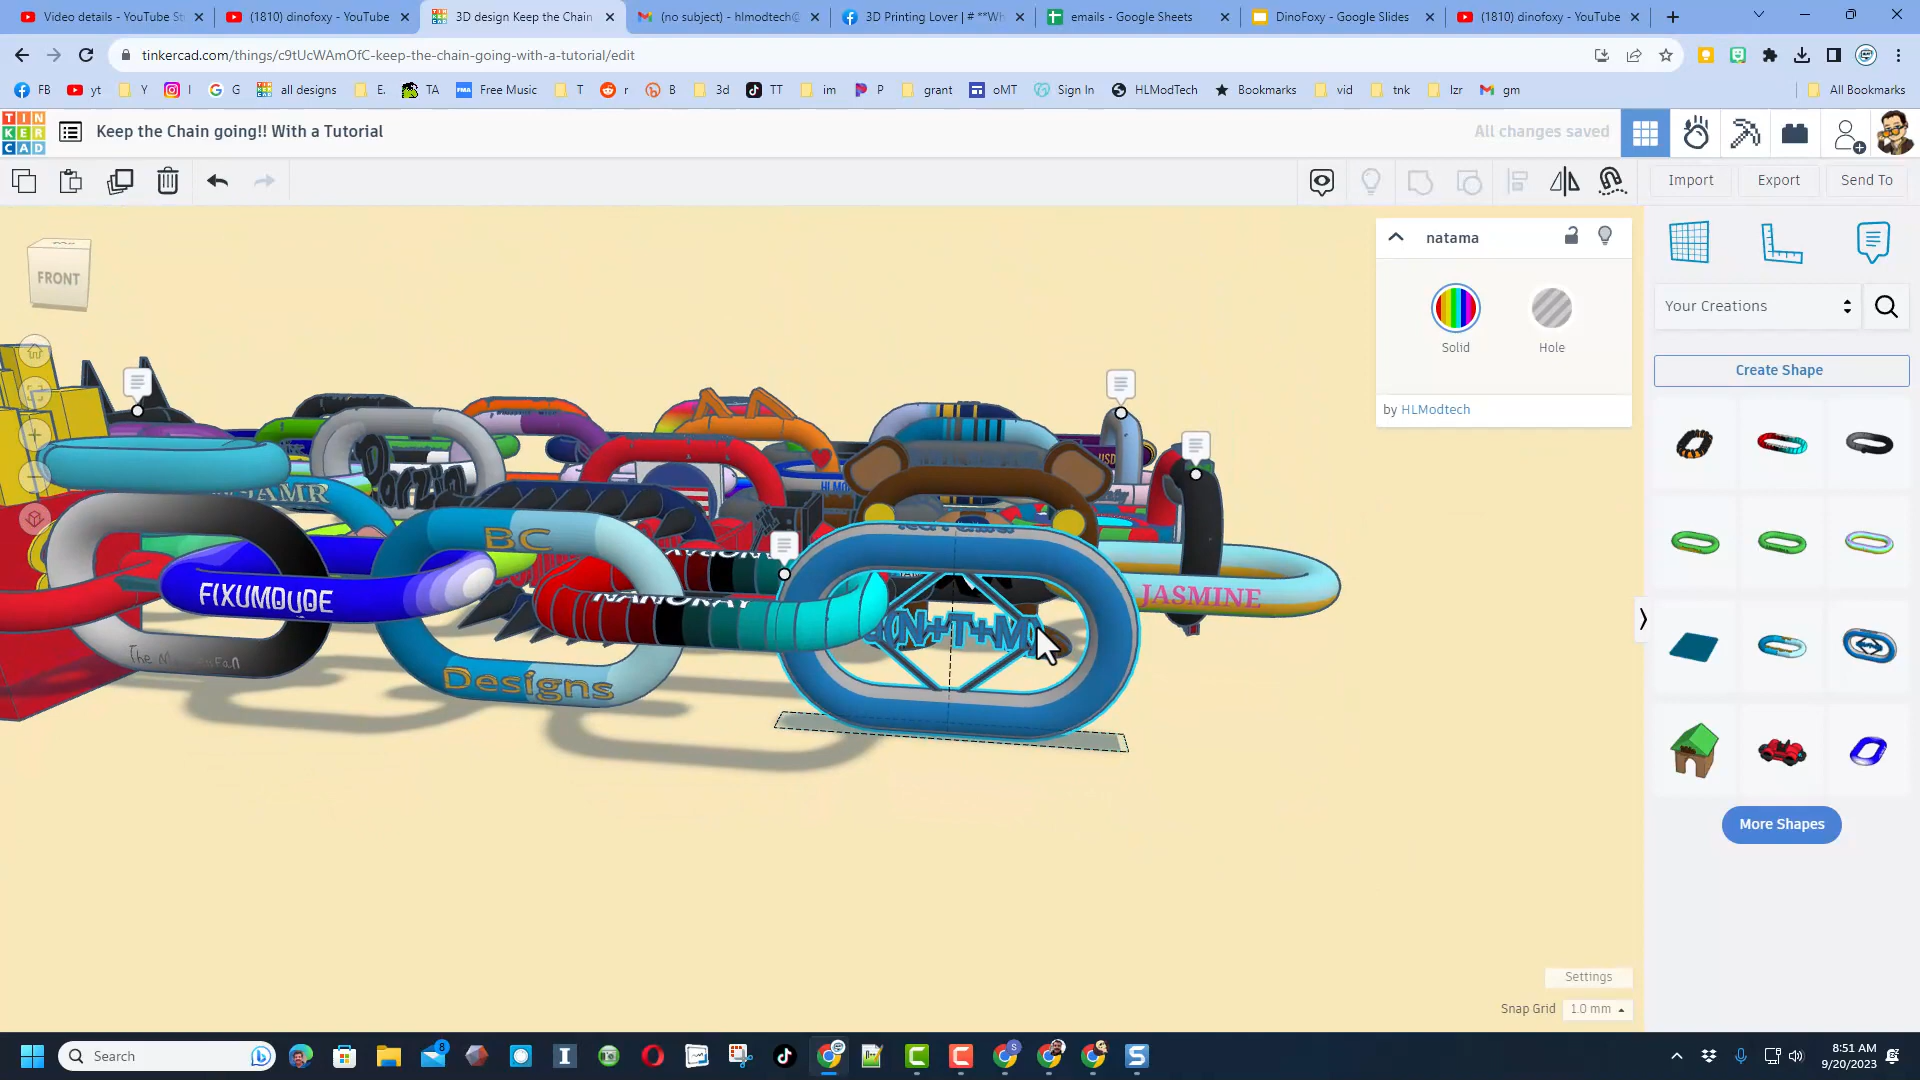 Video details - YouTube St
(1810) dinofoxy - YouTube
3D design Keep the Chain
(no subject) - hlmodtech@
3D Printing Lover | # **Wh
emails - Google Sheets
DinoFoxy - Google Slides
(1810) dinofoxy - YouTube
tinkercad.com/things/c9tUcWAmOfC-keep-the-chain-going-with-a-tutorial/edit
FB
yt
Y
I
G
all designs
E.
TA
FMA
Free Music
T
r
B
3d
TT
im
P
grant
oMT
Sign In
HLModTech
Bookmarks
vid
tnk
lzr
gm
All Bookmarks
TIN
KER
CAD
Keep the Chain going!! With a Tutorial
All changes saved
Import
Export
Send To
FRONT
natama
Solid
Hole
by HLModtech
Your Creations
Create Shape
BC
FIXUMDUDE
JASMINE
N+T+M
Designs
More Shapes
Settings
Snap Grid
1.0 mm
Search
8
8:51 AM
9/20/2023